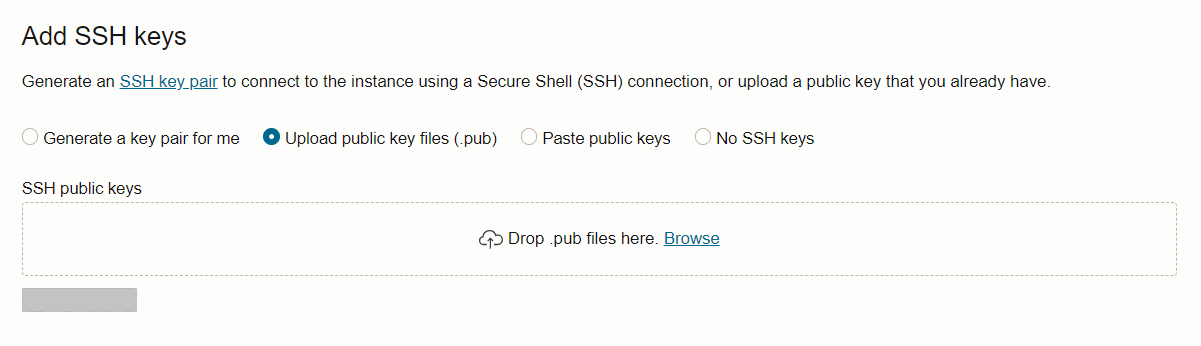 Add SSH keys
Generate an SSH key pair to connect to the instance using a Secure Shell (SSH) connection, or upload a public key that you already have.
Generate a key pair for me Upload public key files (.pub) Paste public keys No SSH keys
SSH public keys
Drop .pub files here. Browse